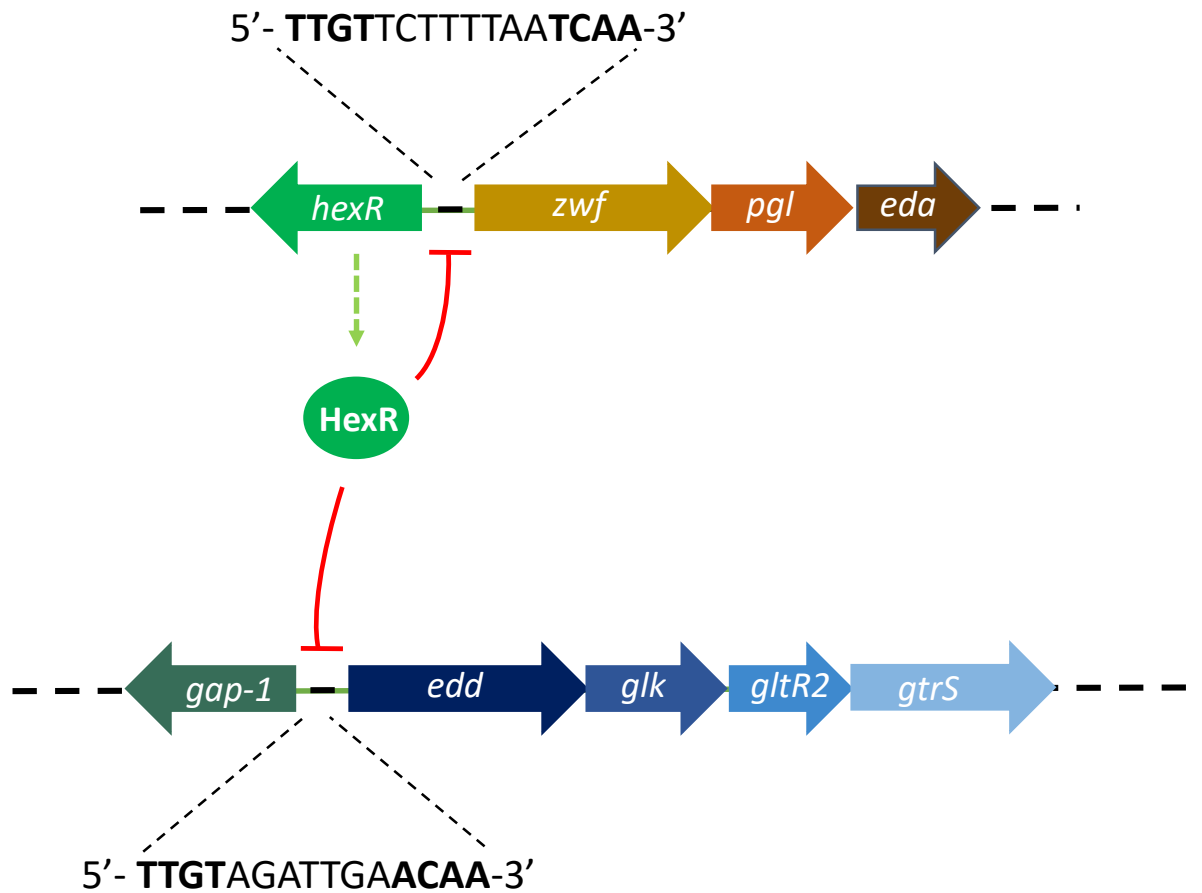 5’- TTGTTCTTTTAATCAA-3’
hexR zwf pgl eda
HexR
gap-1 edd glk gltR2 gtrS
5’- TTGTAGATTGAACAA-3’